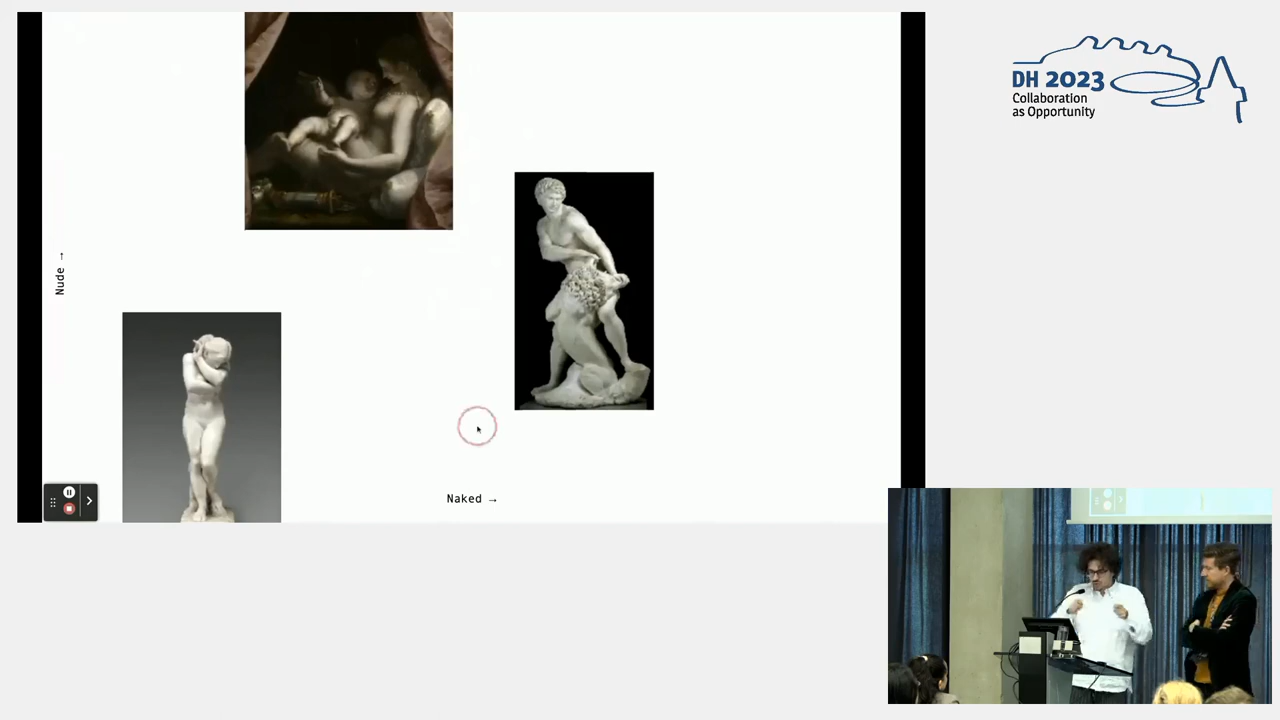 DH 2023
Collaboration
as Opportunity
Nude →
Naked →